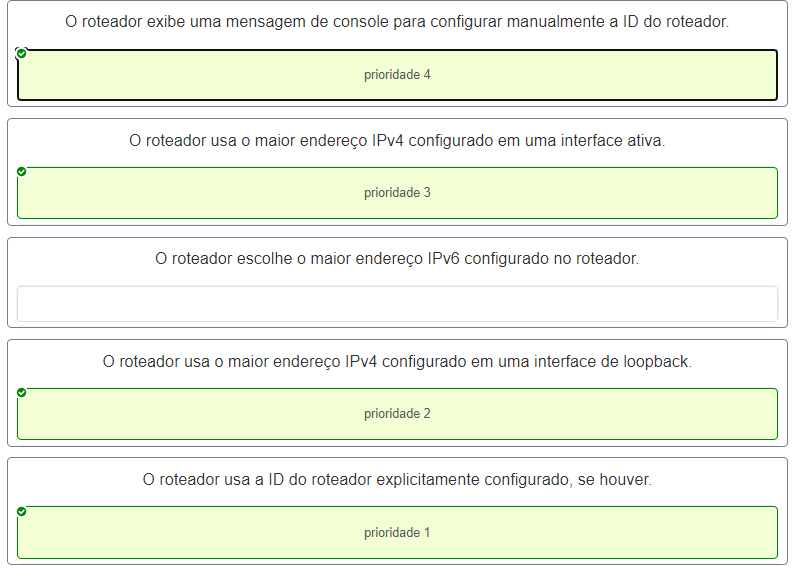 O roteador exibe uma mensagem de console para configurar manualmente a ID do roteador.
prioridade 4
O roteador usa o maior endereço IPv4 configurado em uma interface ativa.
prioridade 3
O roteador escolhe o maior endereço IPv6 configurado no roteador.
O roteador usa o maior endereço IPv4 configurado em uma interface de loopback.
prioridade 2
O roteador usa a ID do roteador explicitamente configurado, se houver.
prioridade 1